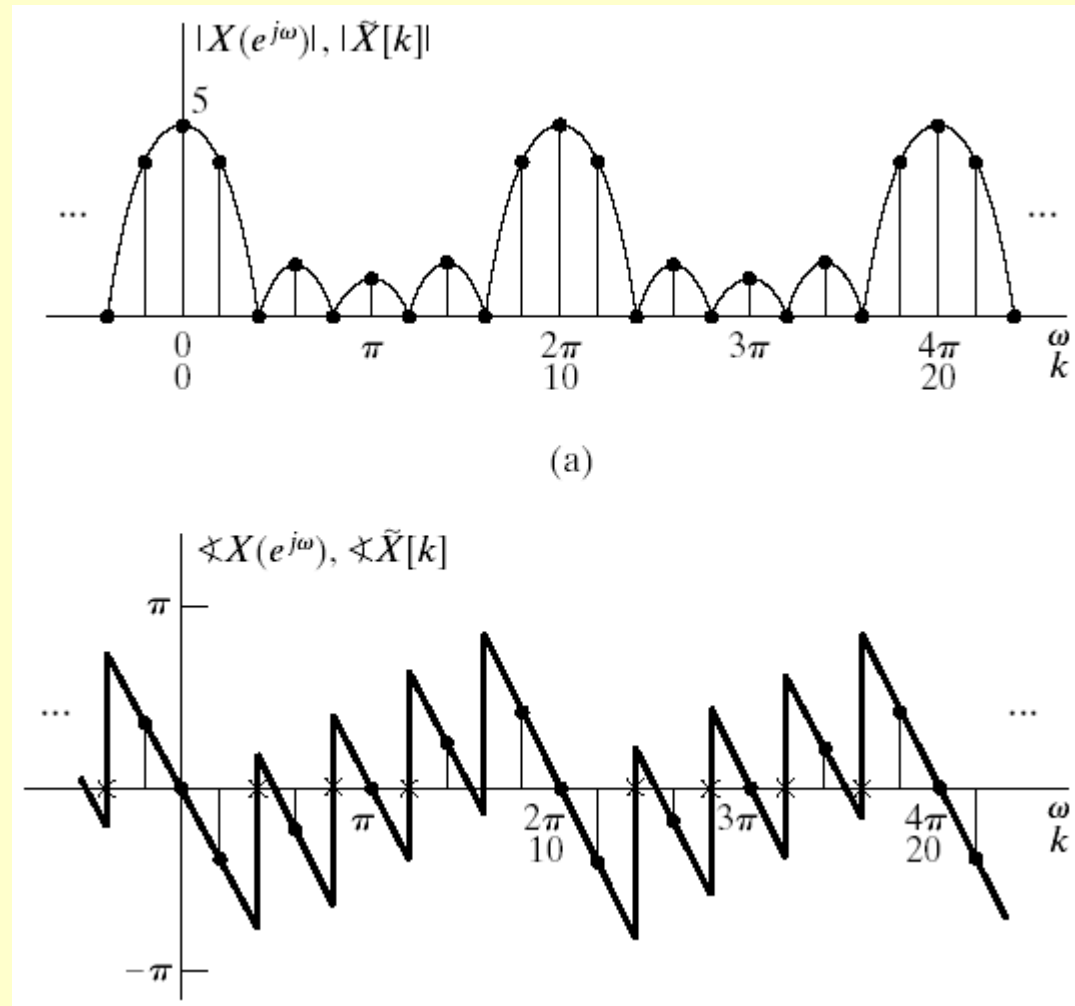 |X(e^{jω})|, |X̃[k]|
5
... ...
0 π 2π 3π 4π ω
0 10 20 k
(a)
∢X(e^{jω}), ∢X̃[k]
π
... ...
π 2π 3π 4π ω
10 20 k
−π